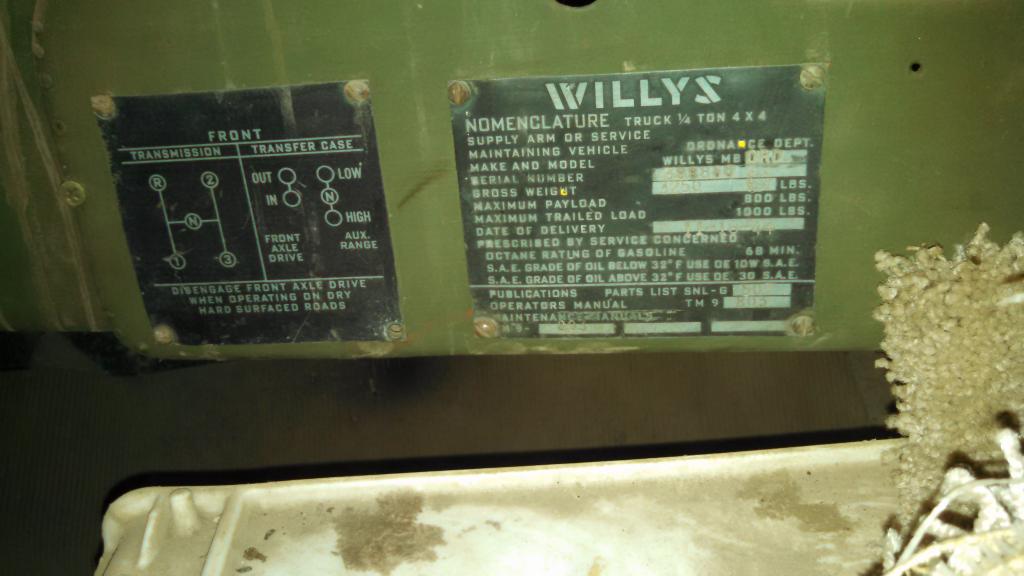 FRONT
TRANSMISSION TRANSFER CASE
R 2 OUT LOW
IN N
N HIGH
1 3 FRONT AXLE DRIVE AUX. RANGE
DISENGAGE FRONT AXLE DRIVE
WHEN OPERATING ON DRY
HARD SURFACED ROADS
WILLYS
NOMENCLATURE TRUCK ¼ TON 4 X 4
SUPPLY ARM OR SERVICE
MAINTAINING VEHICLE ORDNANCE DEPT.
MAKE AND MODEL WILLYS MB
SERIAL NUMBER
GROSS WEIGHT 3250 LBS.
MAXIMUM PAYLOAD 800 LBS.
MAXIMUM TRAILED LOAD 1000 LBS.
DATE OF DELIVERY
PRESCRIBED BY SERVICE CONCERNED
OCTANE RATING OF GASOLINE 68 MIN.
S.A.E. GRADE OF OIL BELOW 32° F USE OE 10W S.A.E.
S.A.E. GRADE OF OIL ABOVE 32° F USE OE 30 S.A.E.
PUBLICATIONS PARTS LIST SNL-G
OPERATORS MANUAL TM 9 803
MAINTENANCE MANUALS
TM 9-